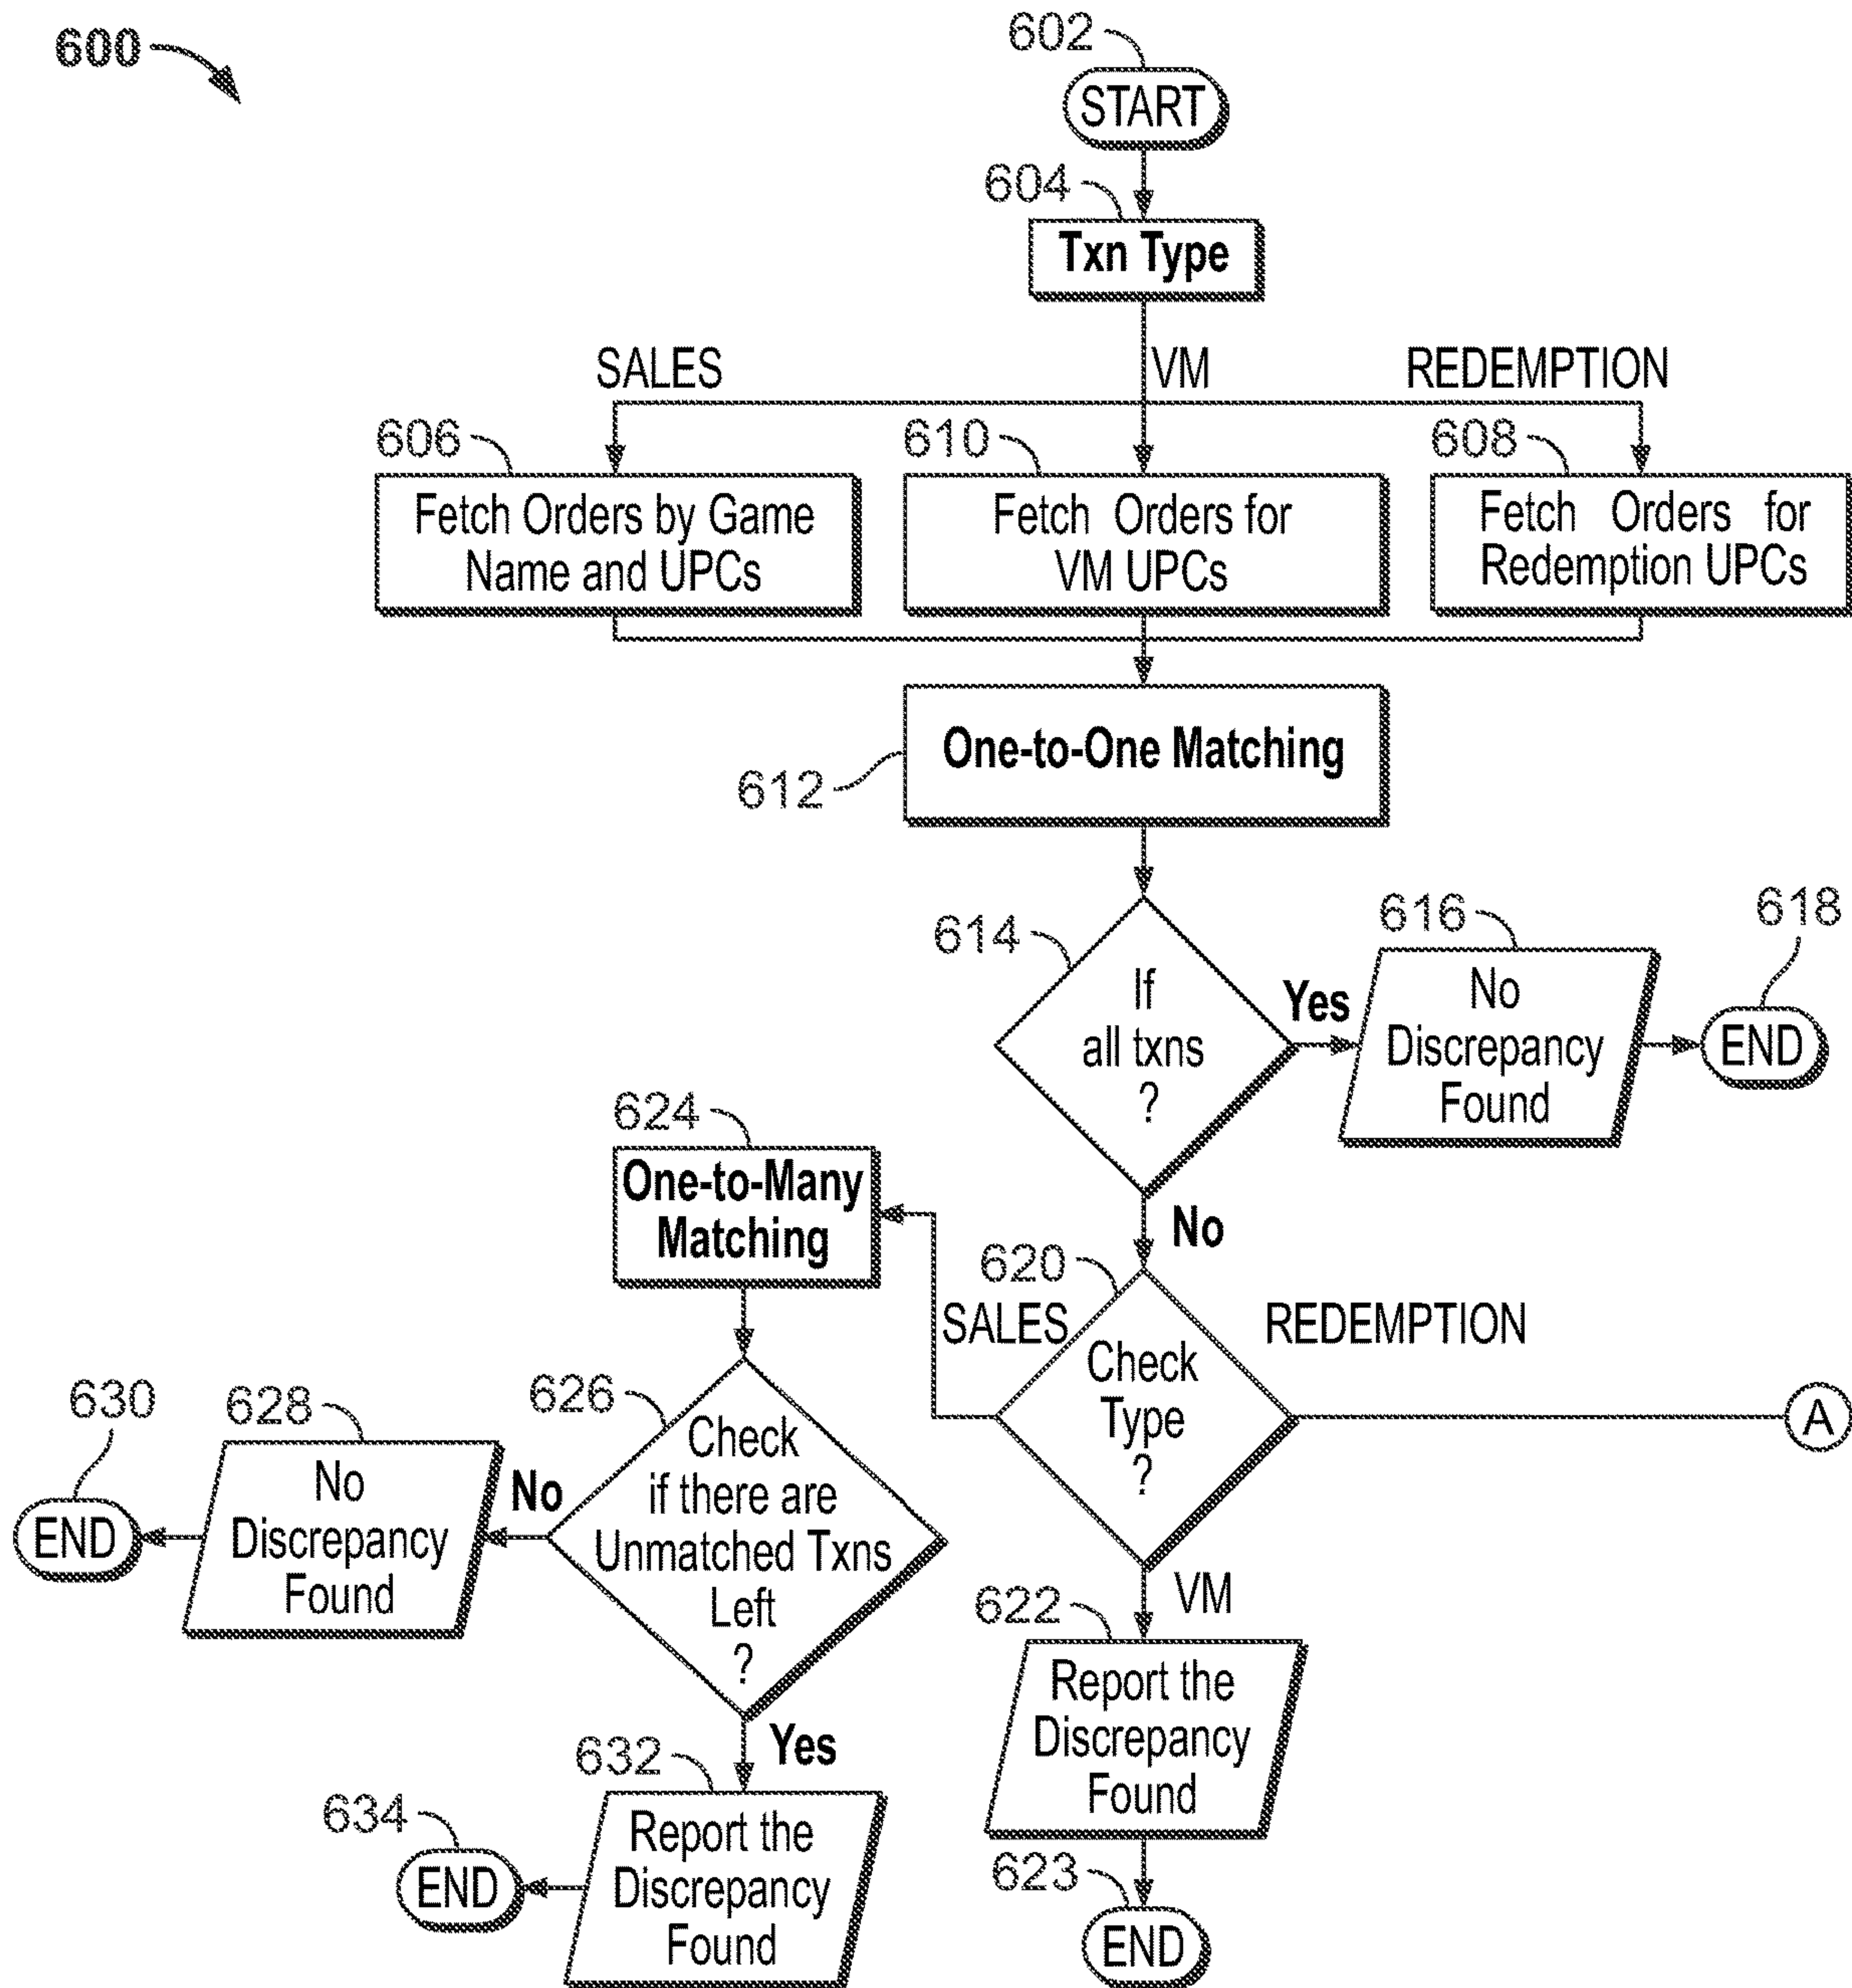 600
602
START
604
Txn Type
SALES
VM
REDEMPTION
606
610
608
Fetch Orders by Game
Name and UPCs
Fetch Orders for
VM UPCs
Fetch Orders for
Redemption UPCs
One-to-One Matching
612
614
If
all txns
?
Yes
616
No
Discrepancy
Found
618
END
No
624
One-to-Many
Matching
620
SALES
REDEMPTION
Check
Type
?
A
626
Check
if there are
Unmatched Txns
Left
?
No
628
No
Discrepancy
Found
630
END
VM
622
Report the
Discrepancy
Found
Yes
632
Report the
Discrepancy
Found
634
END
623
END